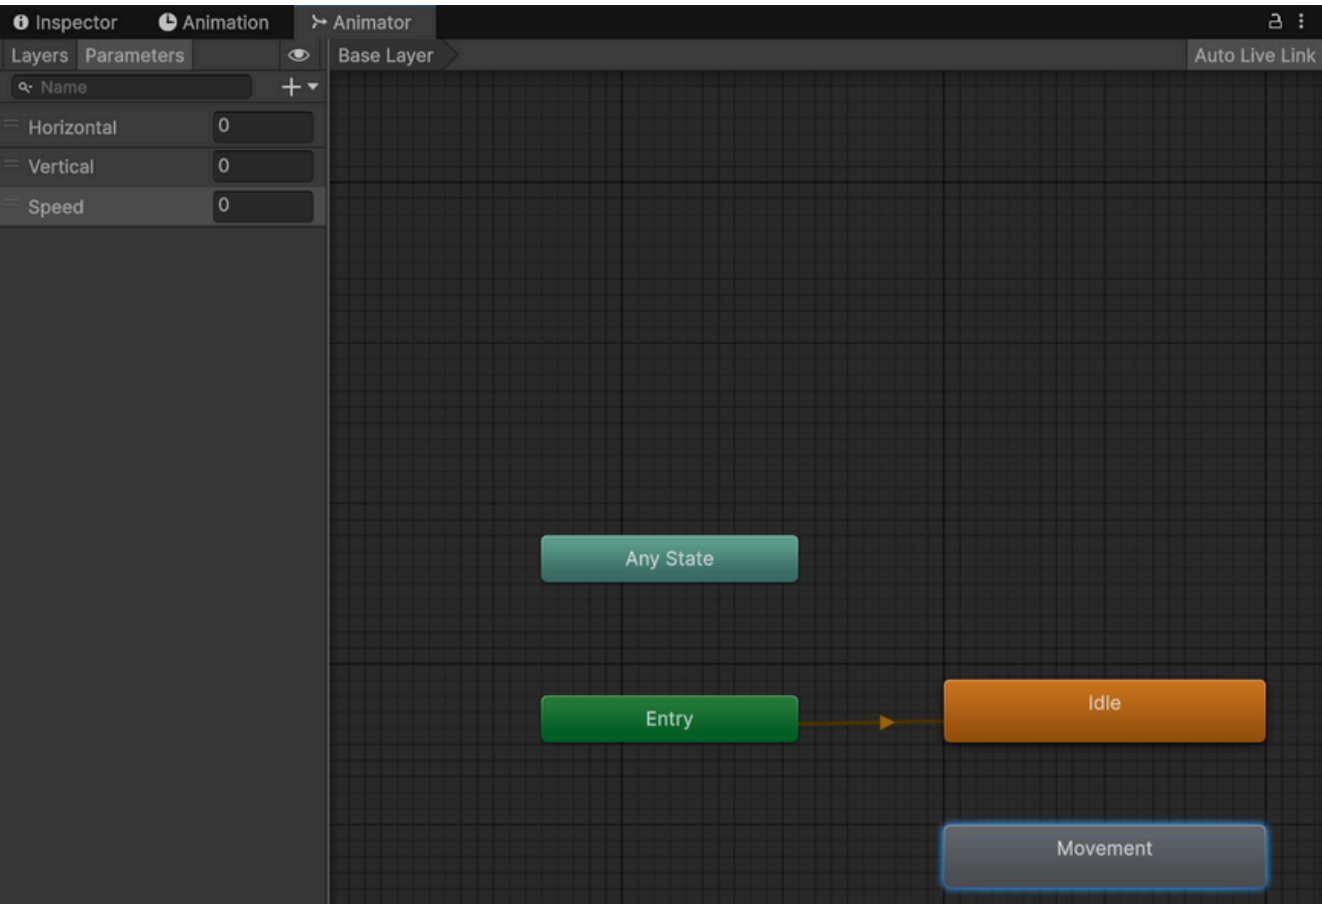 Inspector Animation Animator
Layers Parameters Base Layer Auto Live Link
Name
Horizontal 0
Vertical 0
Speed 0
Any State
Idle
Entry
Movement